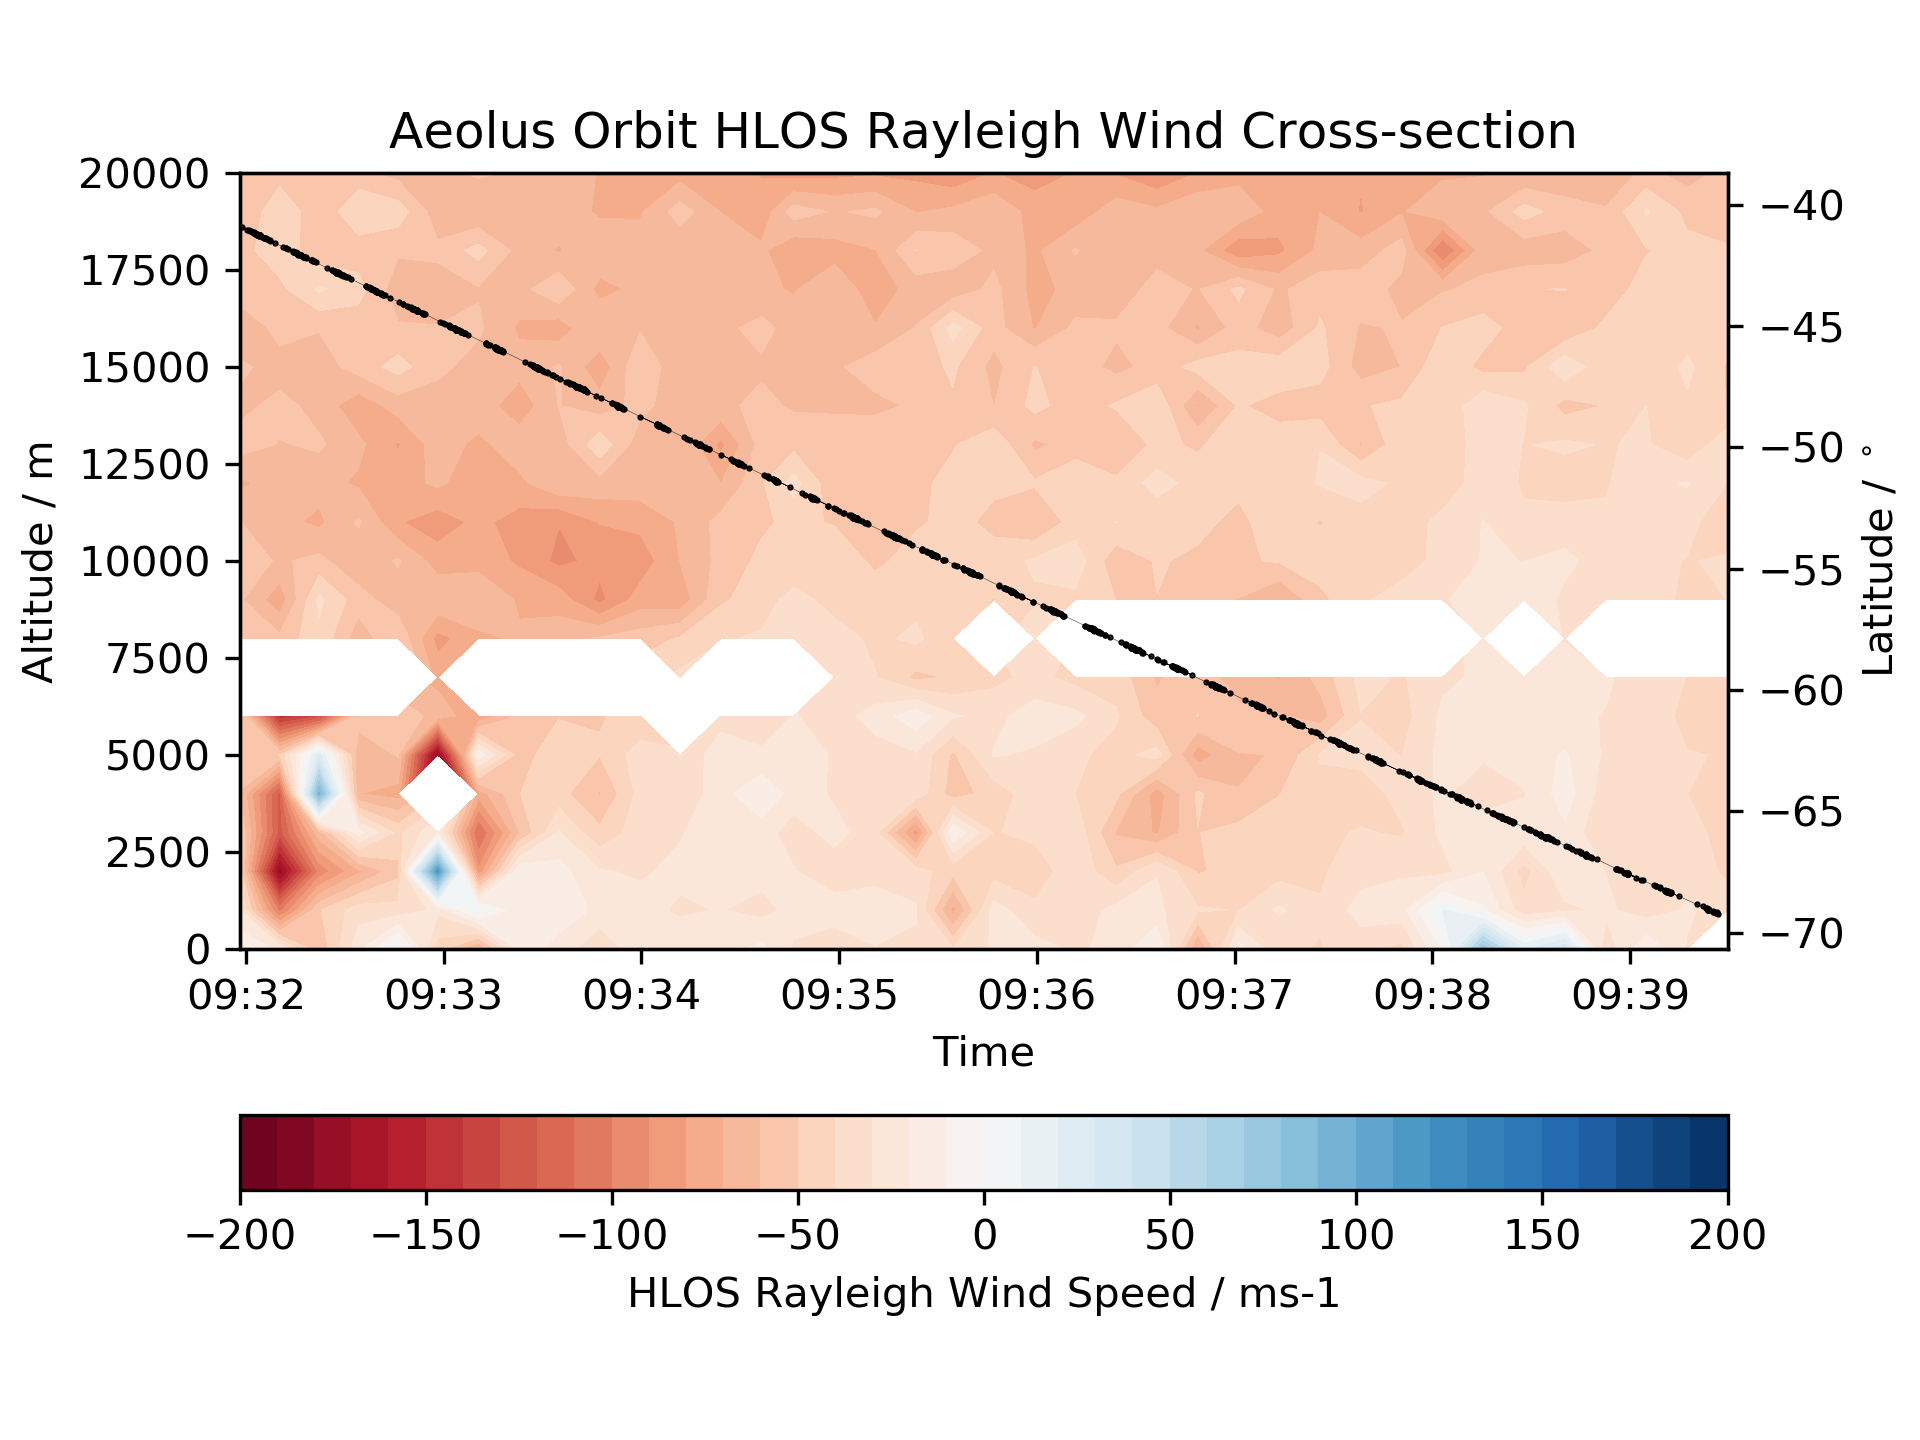 Aeolus Orbit HLOS Rayleigh Wind Cross-section
20000
17500
15000
12500
10000
7500
5000
2500
0
Altitude / m
−40
−45
−50
−55
−60
−65
−70
Latitude / °
09:32 09:33 09:34 09:35 09:36 09:37 09:38 09:39
Time
−200 −150 −100 −50 0 50 100 150 200
HLOS Rayleigh Wind Speed / ms-1